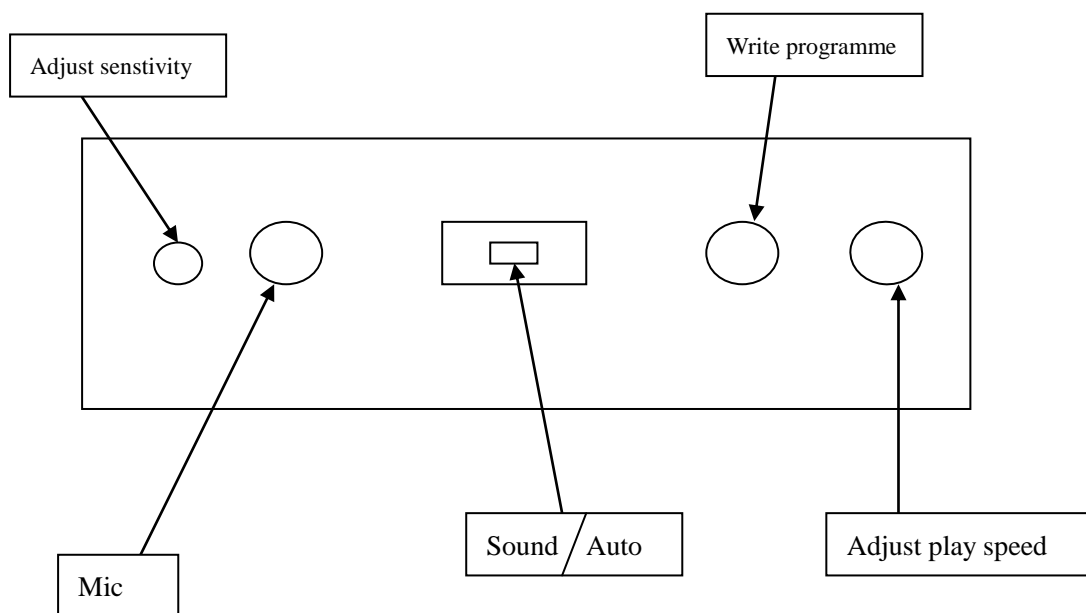 Write programme
Adjust senstivity
Sound / Auto
Adjust play speed
Mic